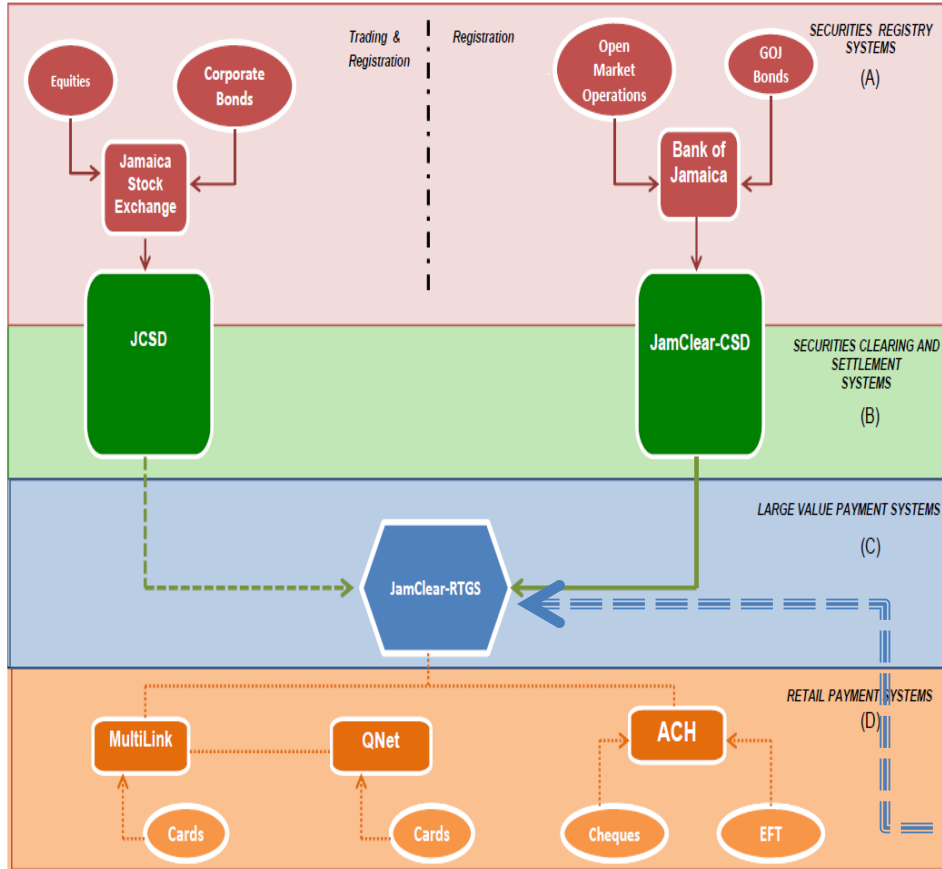 Trading &
Registration
Registration
SECURITIES REGISTRY
SYSTEMS
(A)
Equities
Corporate
Bonds
Open
Market
Operations
GOJ
Bonds
Jamaica
Stock
Exchange
Bank of
Jamaica
JCSD
JamClear-CSD
SECURITIES CLEARING AND
SETTLEMENT
SYSTEMS
(B)
LARGE VALUE PAYMENT SYSTEMS
(C)
JamClear-RTGS
RETAIL PAYMENT SYSTEMS
(D)
MultiLink
QNet
ACH
Cards
Cards
Cheques
EFT